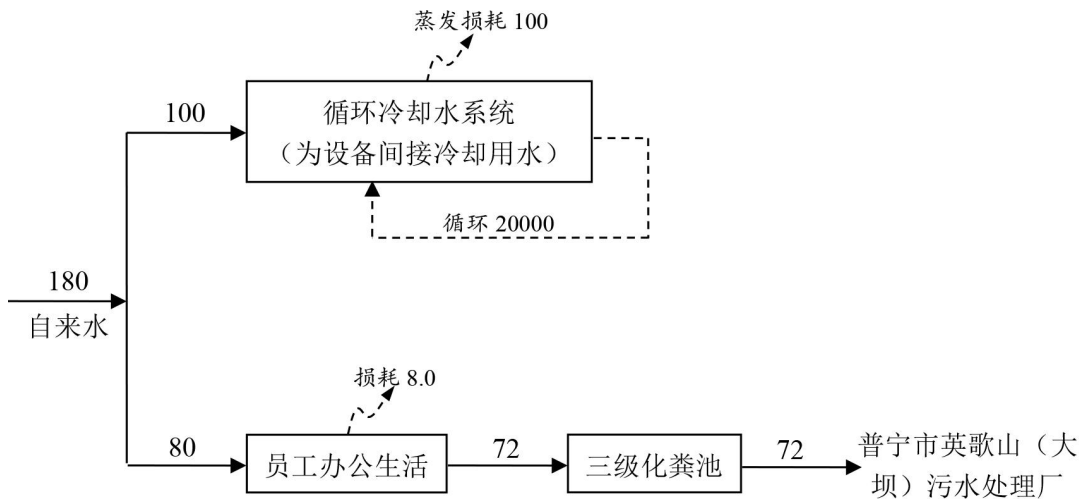 蒸发损耗 100
100
循环冷却水系统
（为设备间接冷却用水）
循环 20000
180
自来水
损耗 8.0
80
员工办公生活
72
三级化粪池
72
普宁市英歌山（大
坝）污水处理厂